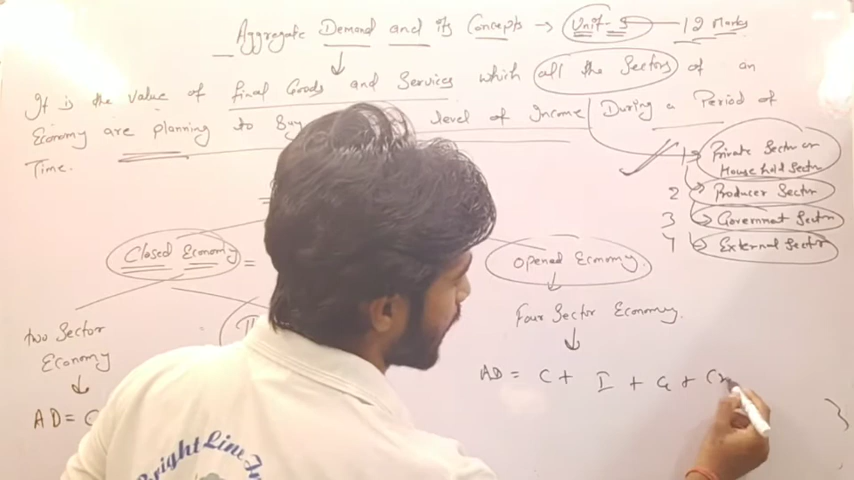 Aggregate Demand and its Concepts → Unit-5 → 12 Marks
It is the value of final Goods and Services which all the Sectors of an
Economy are planning to Buy level of Income During a Period of
Time.
1 → Private Sector or
Household Sector
2 → Producer Sector
3 → Government Sector
4 → External Sector
Closed Economy =
Opened Economy
two Sector
Economy
Four Sector Economy.
AD = C + I + G + (x
AD = C
Bright Line In